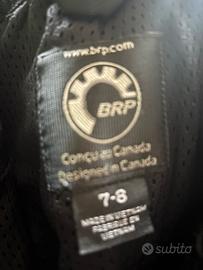 www.brp.com
BRP
Conçu au Canada
Designed in Canada
7-8
MADE IN VIETNAM
FABRIQUÉ EN
VIETNAM
subito